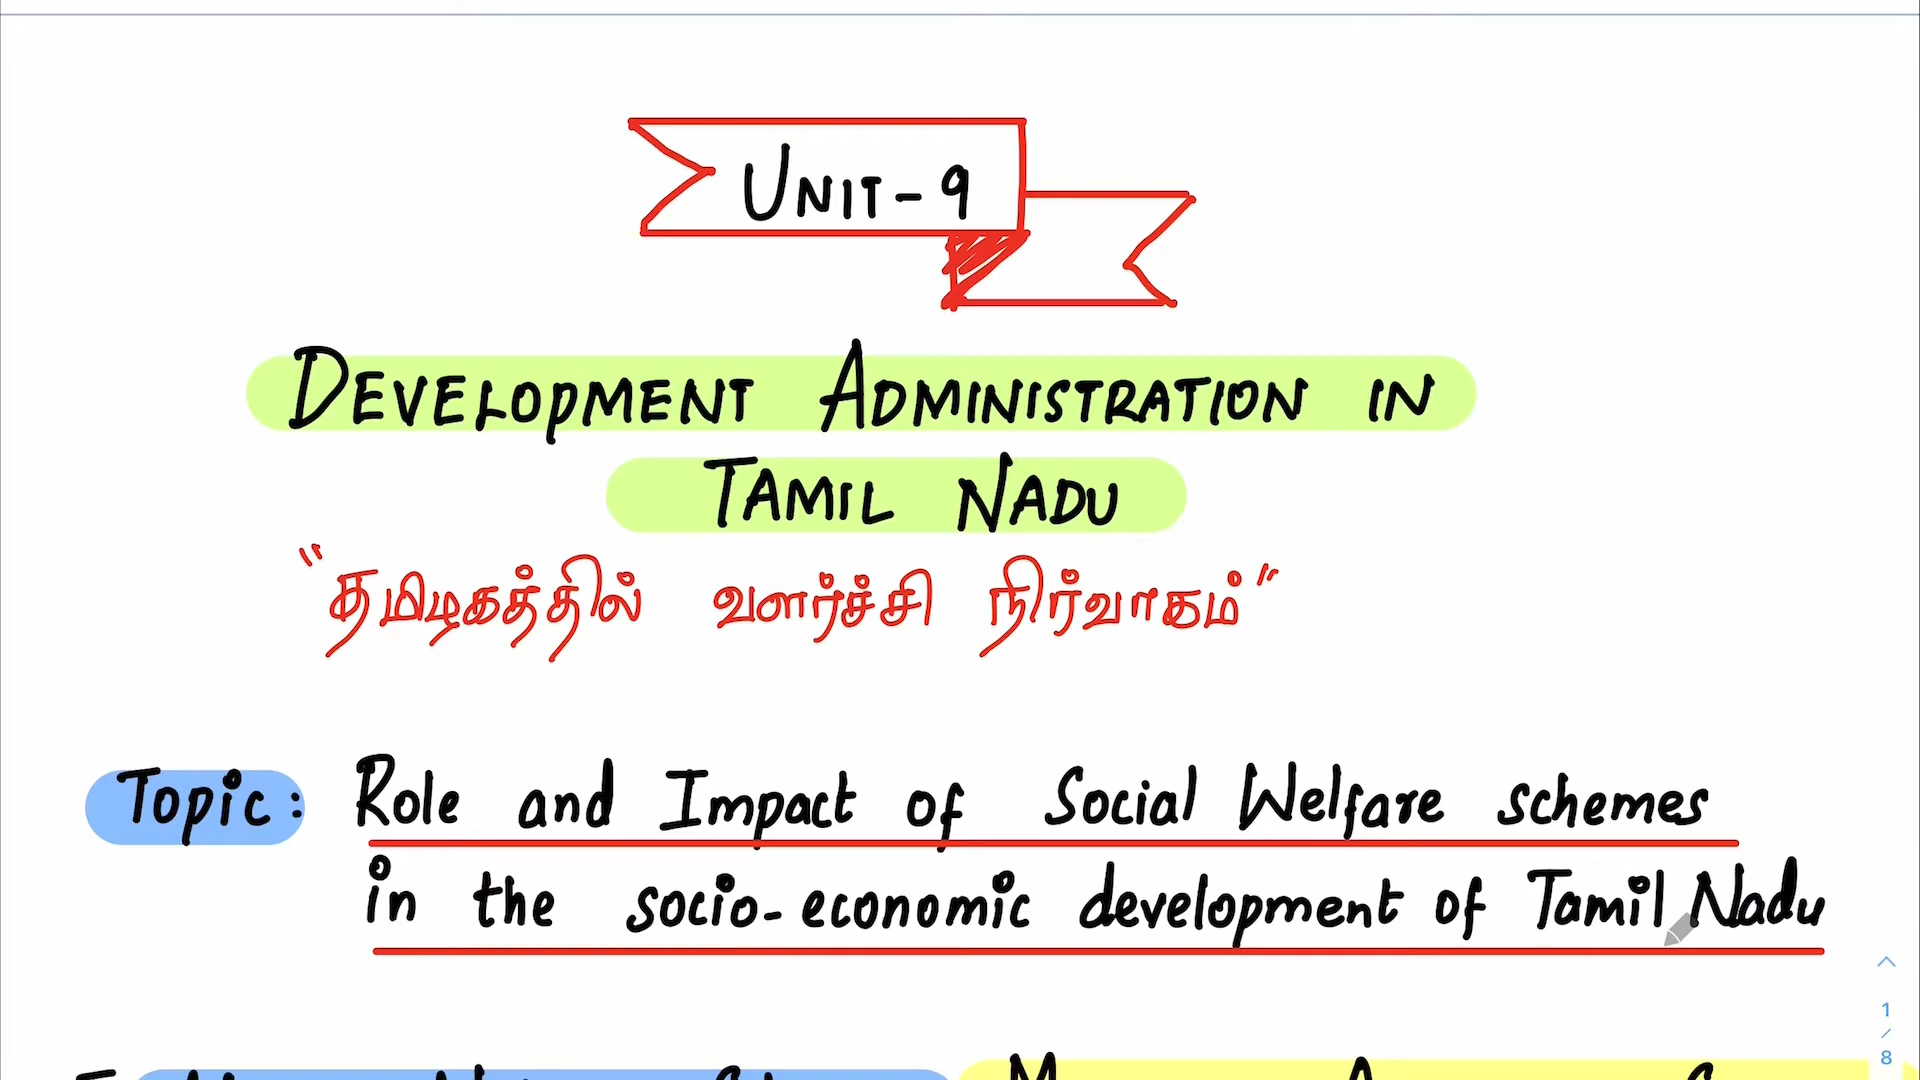 UNIT-9
DEVELOPMENT ADMINISTRATION IN
TAMIL NADU
"தமிழகத்தில் வளர்ச்சி நிர்வாகம்"
Topic: Role and Impact of Social Welfare schemes
in the socio-economic development of Tamil Nadu
1
/
8